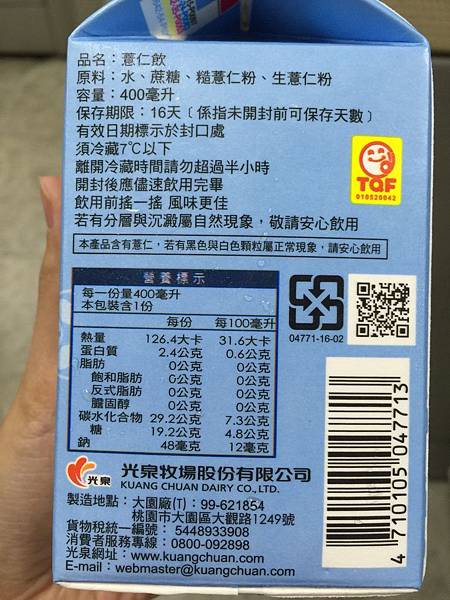 品名：薏仁飲
原料：水、蔗糖、糙薏仁粉、生薏仁粉
容量：400毫升
保存期限：16天﹝係指未開封前可保存天數﹞
有效日期標示於封口處
須冷藏7℃以下
離開冷藏時間請勿超過半小時
開封後應儘速飲用完畢
飲用前搖一搖 風味更佳
若有分層與沉澱屬自然現象，敬請安心飲用
TQF
010520042
本產品含有薏仁，若有黑色與白色顆粒屬正常現象，請安心飲用
營養標示
每一份量400毫升
本包裝含1份
每份 每100毫升
熱量 126.4大卡 31.6大卡
蛋白質 2.4公克 0.6公克
脂肪 0公克 0公克
飽和脂肪 0公克 0公克
反式脂肪 0公克 0公克
膽固醇 0公克 0公克
碳水化合物 29.2公克 7.3公克
糖 19.2公克 4.8公克
鈉 48毫克 12毫克
04771-16-02
4 710105 047713
光泉
光泉牧場股份有限公司
KUANG CHUAN DAIRY CO., LTD.
製造地點：大園廠(T)：99-621854
桃園市大園區大觀路1249號
貨物稅統一編號：5448933908
消費者服務專線：0800-092898
光泉網址：www.kuangchuan.com
E-mail：webmaster@kuangchuan.com